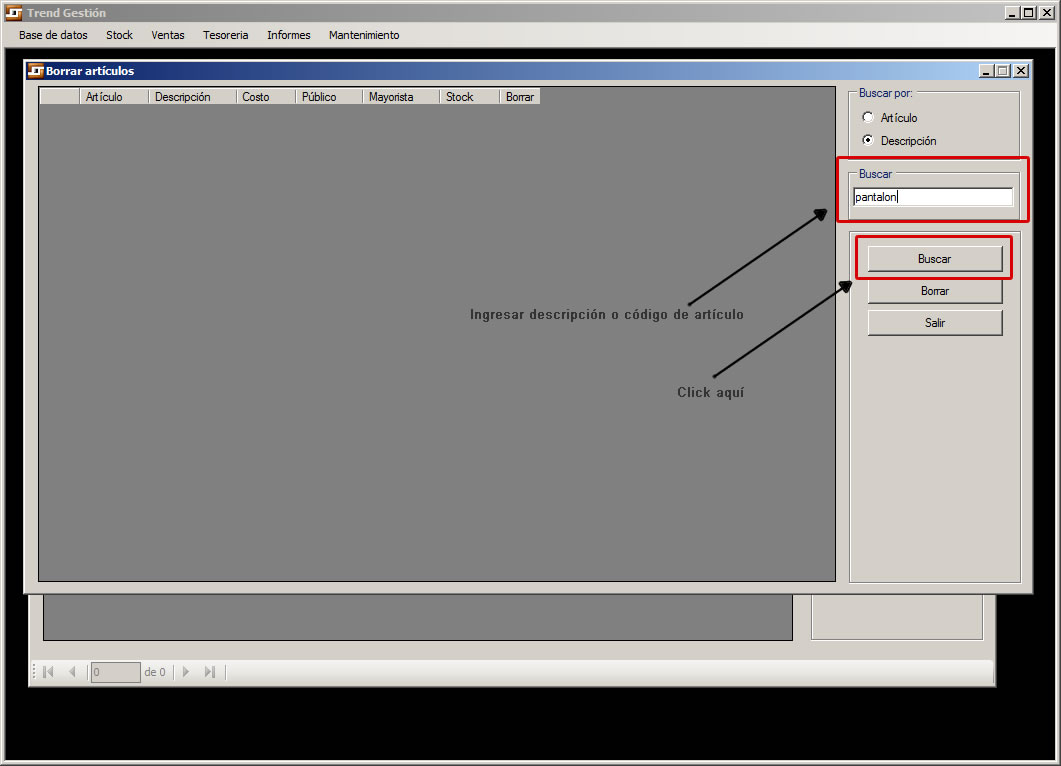 Trend Gestión
Base de datos Stock Ventas Tesoreria Informes Mantenimiento
Borrar artículos
Artículo Descripción Costo Público Mayorista Stock Borrar
Buscar por:
Artículo
Descripción
Buscar
pantalon
Buscar
Borrar
Salir
Ingresar descripción o código de artículo
Click aquí
0 de 0